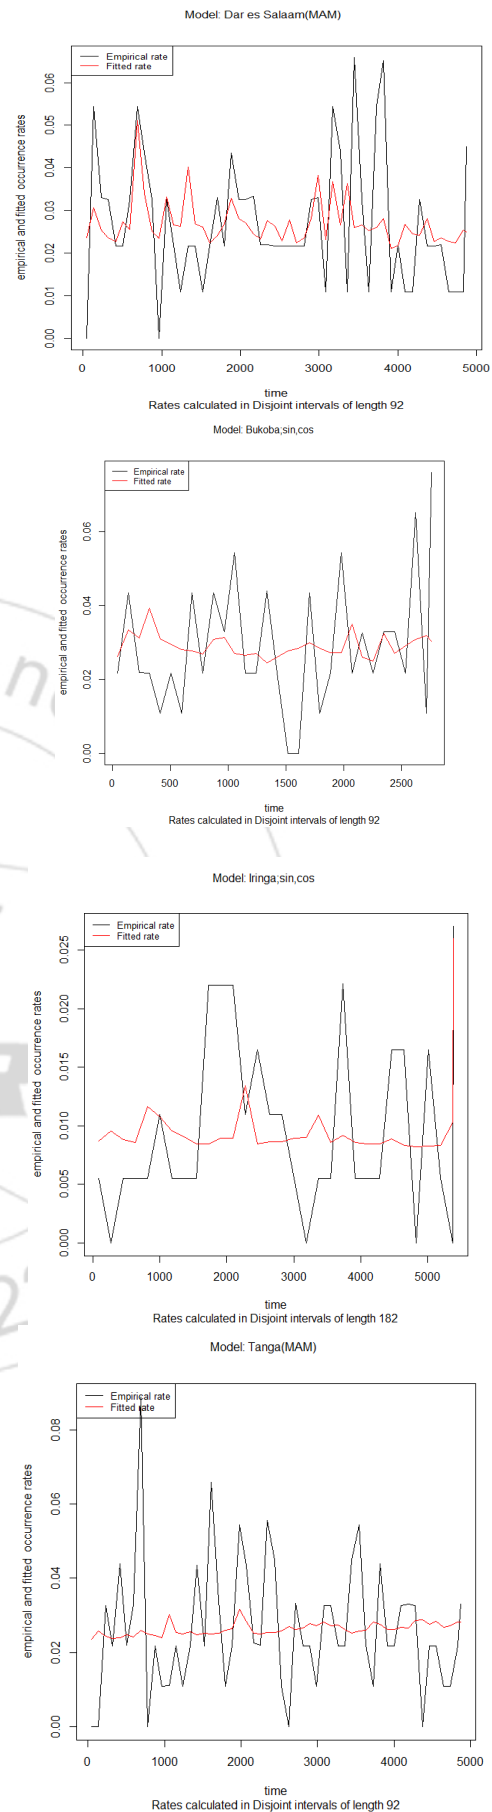 Model: Dar es Salaam(MAM)
Empirical rate
Fitted rate
empirical and fitted occurrence rates
0.00 0.01 0.02 0.03 0.04 0.05 0.06
0 1000 2000 3000 4000 5000
time
Rates calculated in Disjoint intervals of length 92
Model: Bukoba;sin,cos
Empirical rate
Fitted rate
empirical and fitted occurrence rates
0.00 0.02 0.04 0.06
0 500 1000 1500 2000 2500
time
Rates calculated in Disjoint intervals of length 92
Model: Iringa;sin,cos
Empirical rate
Fitted rate
empirical and fitted occurrence rates
0.000 0.005 0.010 0.015 0.020 0.025
0 1000 2000 3000 4000 5000
time
Rates calculated in Disjoint intervals of length 182
Model: Tanga(MAM)
Empirical rate
Fitted rate
empirical and fitted occurrence rates
0.00 0.02 0.04 0.06 0.08
0 1000 2000 3000 4000 5000
time
Rates calculated in Disjoint intervals of length 92